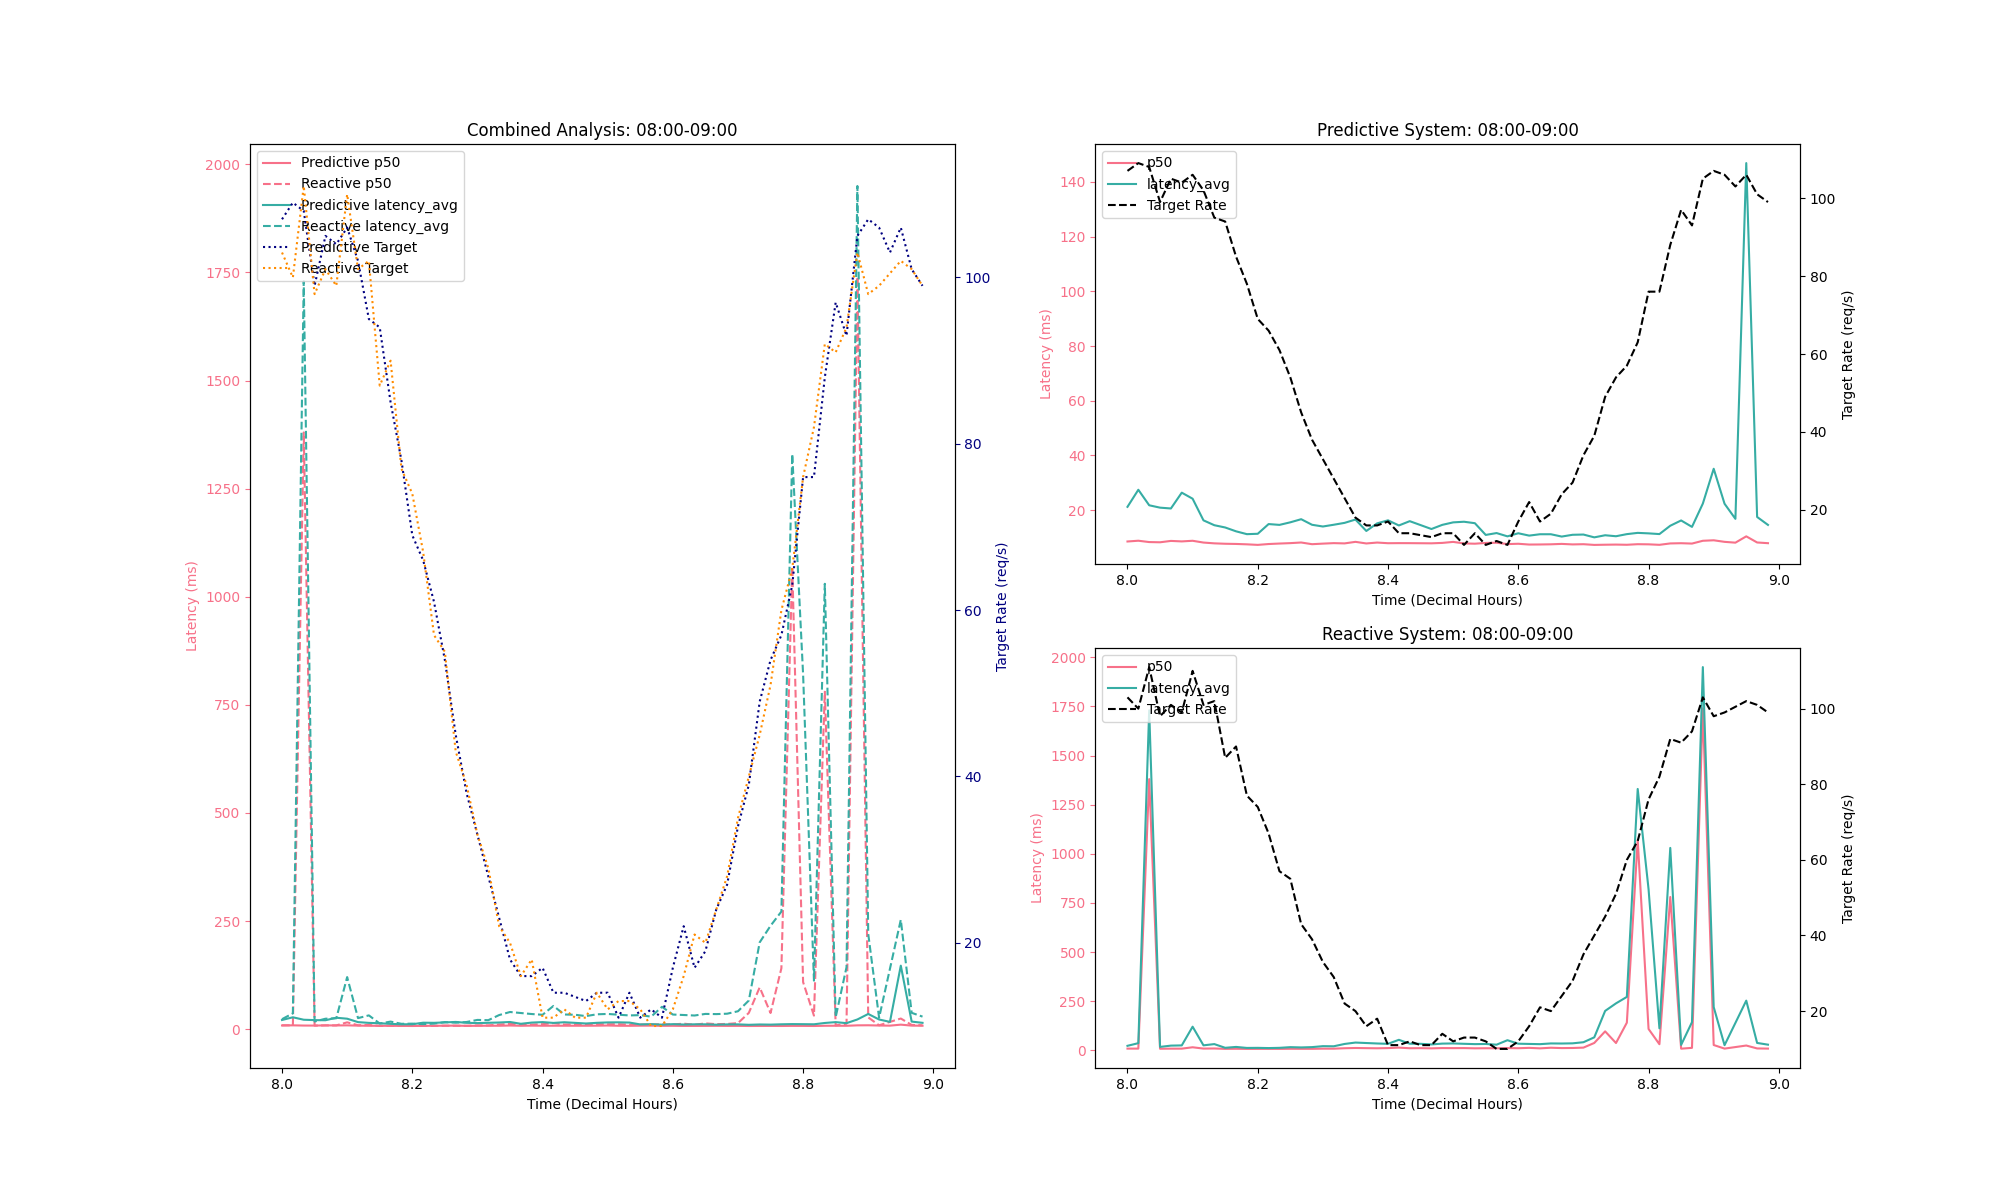 Combined Analysis: 08:00-09:00
Predictive p50
Reactive p50
Predictive latency_avg
Reactive latency_avg
Predictive Target
Reactive Target
2000
1750
1500
1250
1000
750
500
250
0
Latency (ms)
100
80
60
40
20
Target Rate (req/s)
8.0 8.2 8.4 8.6 8.8 9.0
Time (Decimal Hours)
Predictive System: 08:00-09:00
p50
latency_avg
Target Rate
140
120
100
80
60
40
20
Latency (ms)
100
80
60
40
20
Target Rate (req/s)
8.0 8.2 8.4 8.6 8.8 9.0
Time (Decimal Hours)
Reactive System: 08:00-09:00
p50
latency_avg
Target Rate
2000
1750
1500
1250
1000
750
500
250
0
Latency (ms)
100
80
60
40
20
Target Rate (req/s)
8.0 8.2 8.4 8.6 8.8 9.0
Time (Decimal Hours)